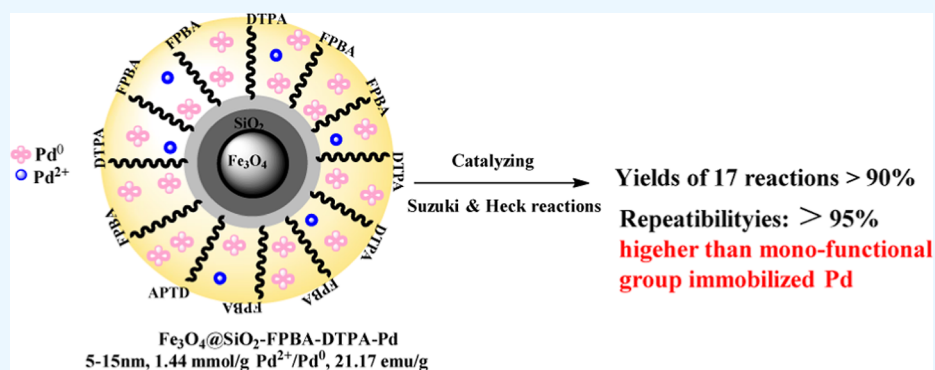 DTPA
FPBA
FPBA
FPBA
FPBA
DTPA
DTPA
FPBA
DTPA
APTD
FPBA
FPBA
SiO₂
Fe₃O₄
Pd⁰
Pd²⁺
Catalyzing
Suzuki & Heck reactions
Yields of 17 reactions > 90%
Repeatibilityies: > 95%
higeher than mono-functional
group immobilized Pd
Fe₃O₄@SiO₂-FPBA-DTPA-Pd
5-15nm, 1.44 mmol/g Pd²⁺/Pd⁰, 21.17 emu/g